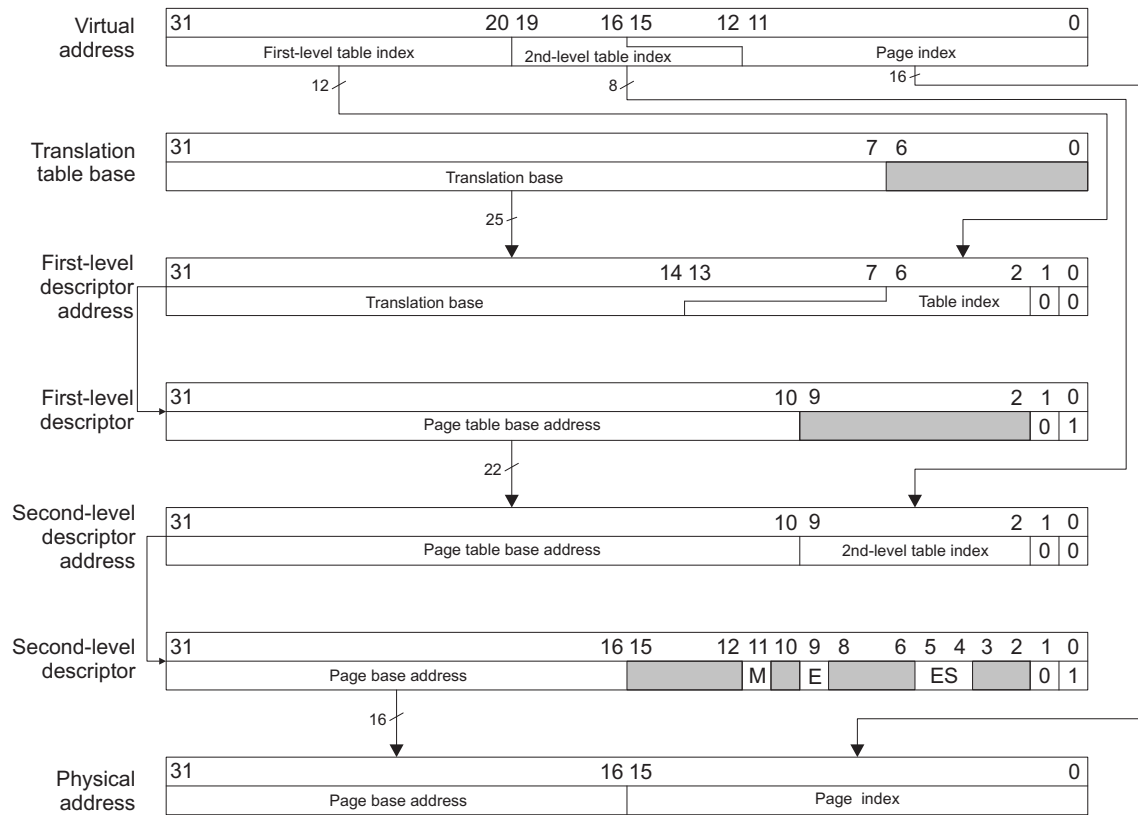 Virtual
address
31 20 19 16 15 12 11 0
First-level table index 2nd-level table index Page index
12 8 16
Translation
table base
31 7 6 0
Translation base
25
First-level
descriptor
address
31 14 13 7 6 2 1 0
Translation base Table index 0 0
First-level
descriptor
31 10 9 2 1 0
Page table base address 0 1
22
Second-level
descriptor
address
31 10 9 2 1 0
Page table base address 2nd-level table index 0 0
Second-level
descriptor
31 16 15 12 11 10 9 8 6 5 4 3 2 1 0
Page base address M E ES 0 1
16
Physical
address
31 16 15 0
Page base address Page index